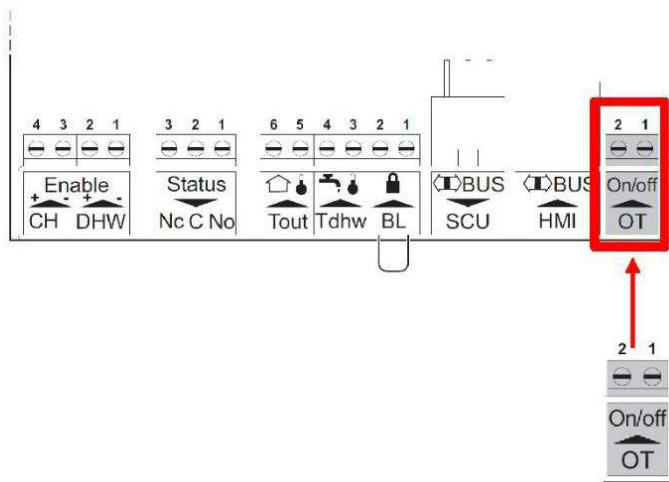 4 3 2 1 3 2 1 6 5 4 3 2 1 2 1
Enable Status BUS BUS On/off
+ - + -
CH DHW Nc C No Tout Tdhw BL SCU HMI OT
2 1
On/off
OT